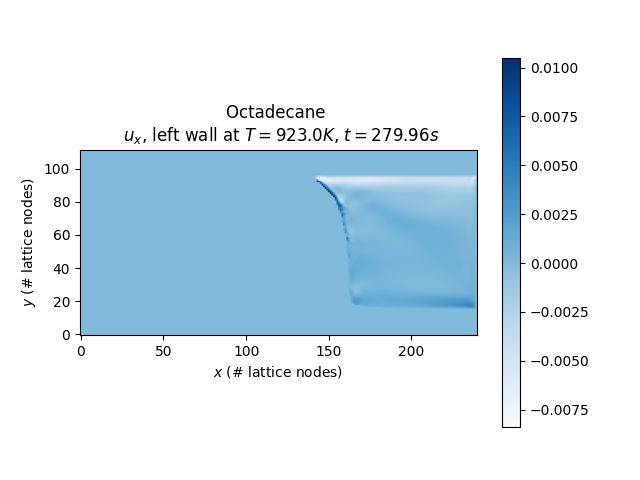 Octadecane
u_x, left wall at T = 923.0K, t = 279.96s
y (# lattice nodes)
100
80
60
40
20
0
0 50 100 150 200
x (# lattice nodes)
0.0100
0.0075
0.0050
0.0025
0.0000
−0.0025
−0.0050
−0.0075